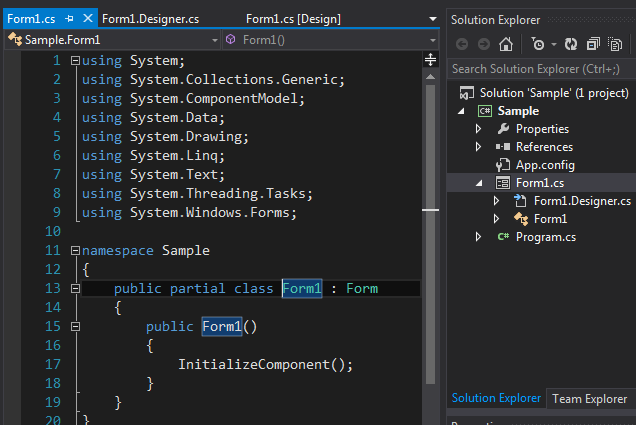 Form1.cs Form1.Designer.cs Form1.cs [Design]
Sample.Form1 Form1()
1 using System;
2 using System.Collections.Generic;
3 using System.ComponentModel;
4 using System.Data;
5 using System.Drawing;
6 using System.Linq;
7 using System.Text;
8 using System.Threading.Tasks;
9 using System.Windows.Forms;
10
11 namespace Sample
12 {
13 public partial class Form1 : Form
14 {
15 public Form1()
16 {
17 InitializeComponent();
18 }
19 }
20 }
Solution Explorer
Search Solution Explorer (Ctrl+;)
Solution 'Sample' (1 project)
C# Sample
Properties
References
App.config
Form1.cs
Form1.Designer.cs
Form1
C# Program.cs
Solution Explorer Team Explorer